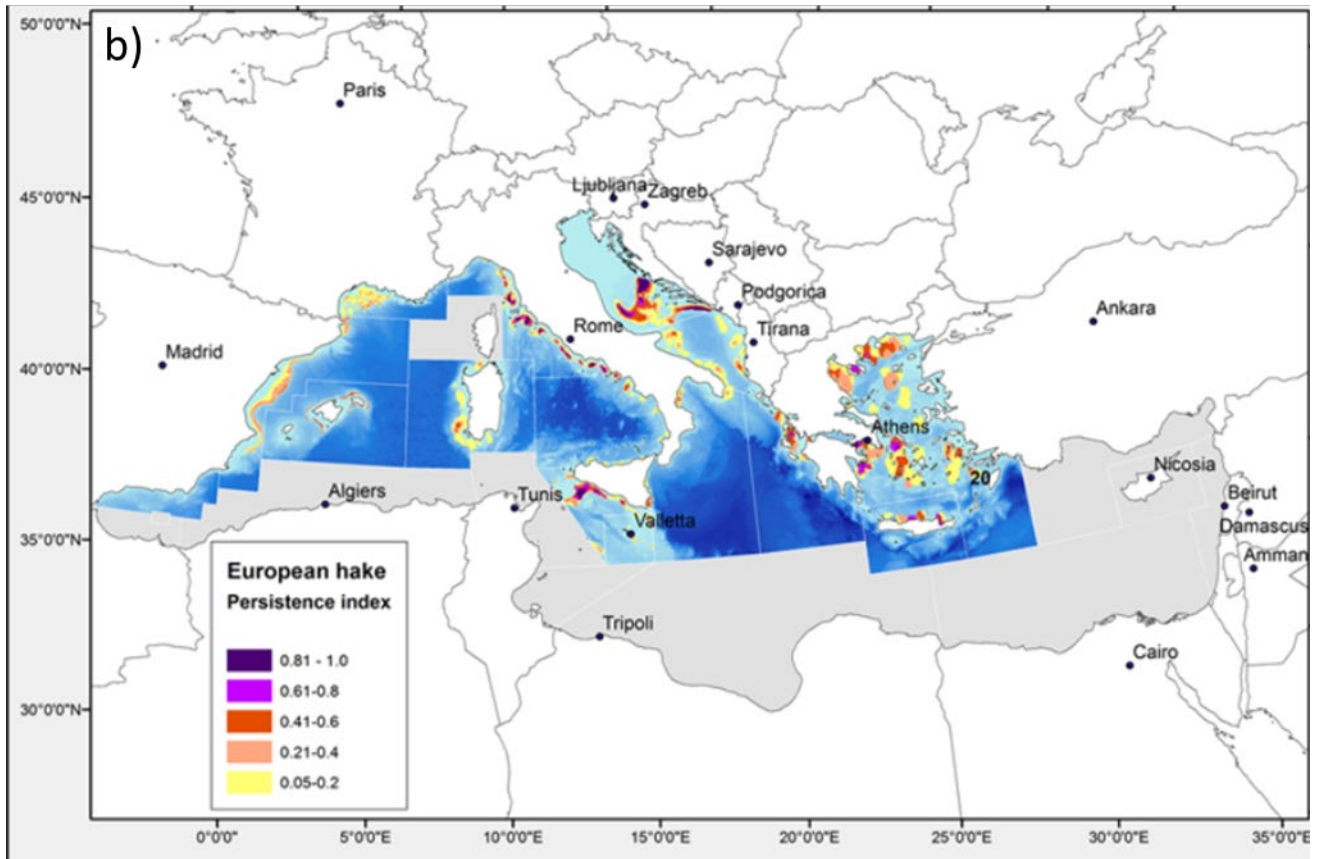 b)
50°0'0"N
45°0'0"N
40°0'0"N
35°0'0"N
30°0'0"N
Paris
Ljubljana
Zagreb
Sarajevo
Podgorica
Tirana
Rome
Madrid
Ankara
Athens
20
Nicosia
Beirut
Damascus
Amman
Algiers
Tunis
Valletta
Tripoli
Cairo
European hake
Persistence index
0.81 - 1.0
0.61-0.8
0.41-0.6
0.21-0.4
0.05-0.2
0°0'0"
5°0'0"E
10°0'0"E
15°0'0"E
20°0'0"E
25°0'0"E
30°0'0"E
35°0'0"E